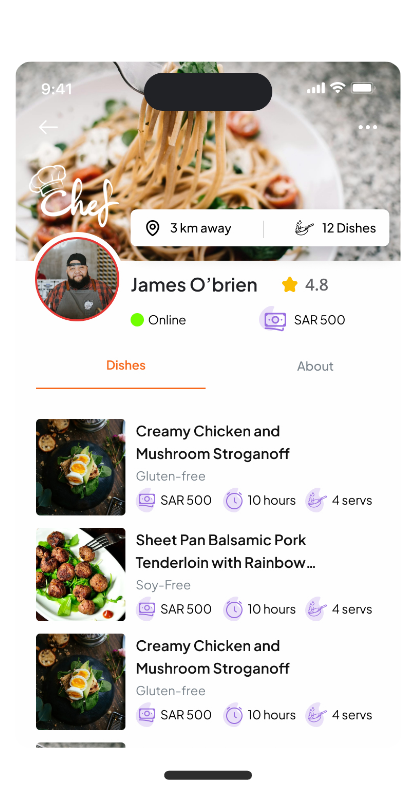 9:41
Chef
3 km away
12 Dishes
James O’brien
4.8
Online
SAR 500
Dishes
About
Creamy Chicken and
Mushroom Stroganoff
Gluten-free
SAR 500
10 hours
4 servs
Sheet Pan Balsamic Pork
Tenderloin with Rainbow...
Soy-Free
SAR 500
10 hours
4 servs
Creamy Chicken and
Mushroom Stroganoff
Gluten-free
SAR 500
10 hours
4 servs